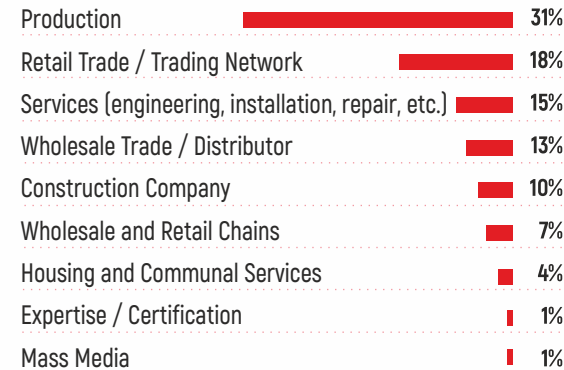 Production 31%
Retail Trade / Trading Network 18%
Services (engineering, installation, repair, etc.) 15%
Wholesale Trade / Distributor 13%
Construction Company 10%
Wholesale and Retail Chains 7%
Housing and Communal Services 4%
Expertise / Certification 1%
Mass Media 1%